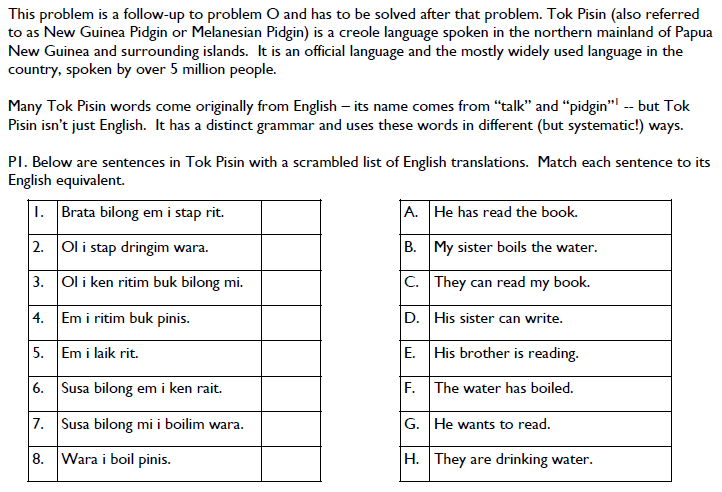 This problem is a follow-up to problem O and has to be solved after that problem. Tok Pisin (also referred
to as New Guinea Pidgin or Melanesian Pidgin) is a creole language spoken in the northern mainland of Papua
New Guinea and surrounding islands. It is an official language and the mostly widely used language in the
country, spoken by over 5 million people.
Many Tok Pisin words come originally from English – its name comes from “talk” and “pidgin”¹ -- but Tok
Pisin isn’t just English. It has a distinct grammar and uses these words in different (but systematic!) ways.
P1. Below are sentences in Tok Pisin with a scrambled list of English translations. Match each sentence to its
English equivalent.
1. Brata bilong em i stap rit.
2. Ol i stap dringim wara.
3. Ol i ken ritim buk bilong mi.
4. Em i ritim buk pinis.
5. Em i laik rit.
6. Susa bilong em i ken rait.
7. Susa bilong mi i boilim wara.
8. Wara i boil pinis.
A. He has read the book.
B. My sister boils the water.
C. They can read my book.
D. His sister can write.
E. His brother is reading.
F. The water has boiled.
G. He wants to read.
H. They are drinking water.